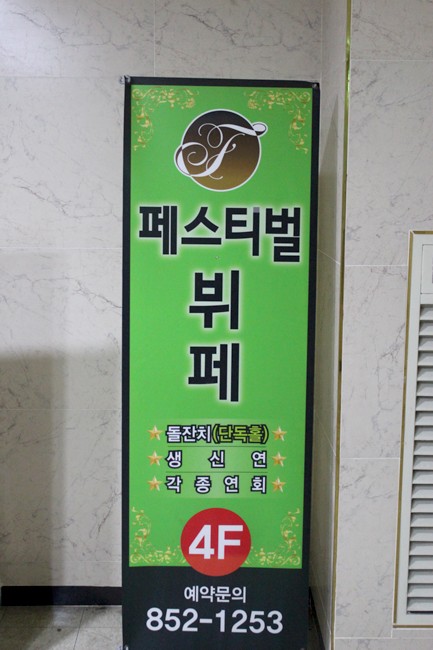 F
페스티벌
뷔
페
돌잔치(단독홀)
생 신 연
각 종 연 회
4F
예약문의
852-1253